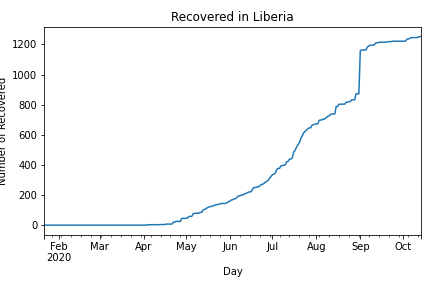 Recovered in Liberia
Number of Recovered
1200
1000
800
600
400
200
0
Feb Mar Apr May Jun Jul Aug Sep Oct
2020
Day